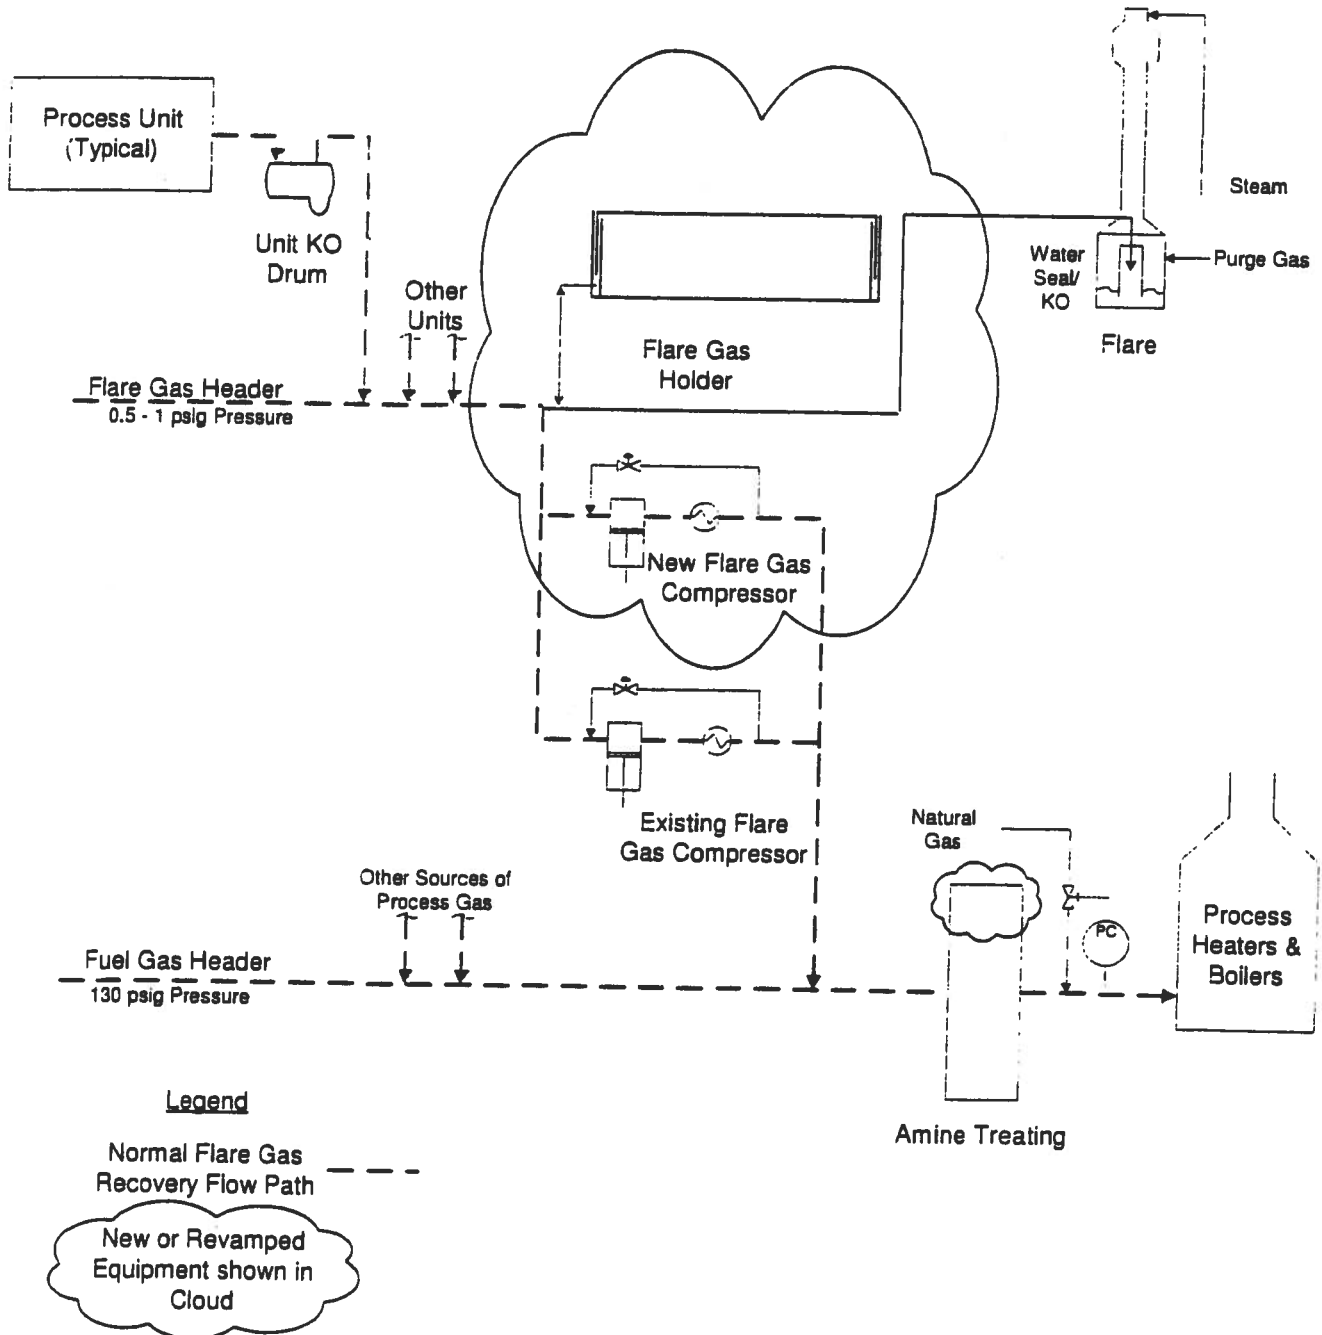 Process Unit
(Typical)
Unit KO
Drum
Other
Units
Flare Gas Header
0.5 - 1 psig Pressure
Flare Gas
Holder
Steam
Water
Seal/
KO
Purge Gas
Flare
New Flare Gas
Compressor
Existing Flare
Gas Compressor
Other Sources of
Process Gas
Fuel Gas Header
130 psig Pressure
Natural
Gas
PC
Process
Heaters &
Boilers
Amine Treating
Legend
Normal Flare Gas
Recovery Flow Path
New or Revamped
Equipment shown in
Cloud